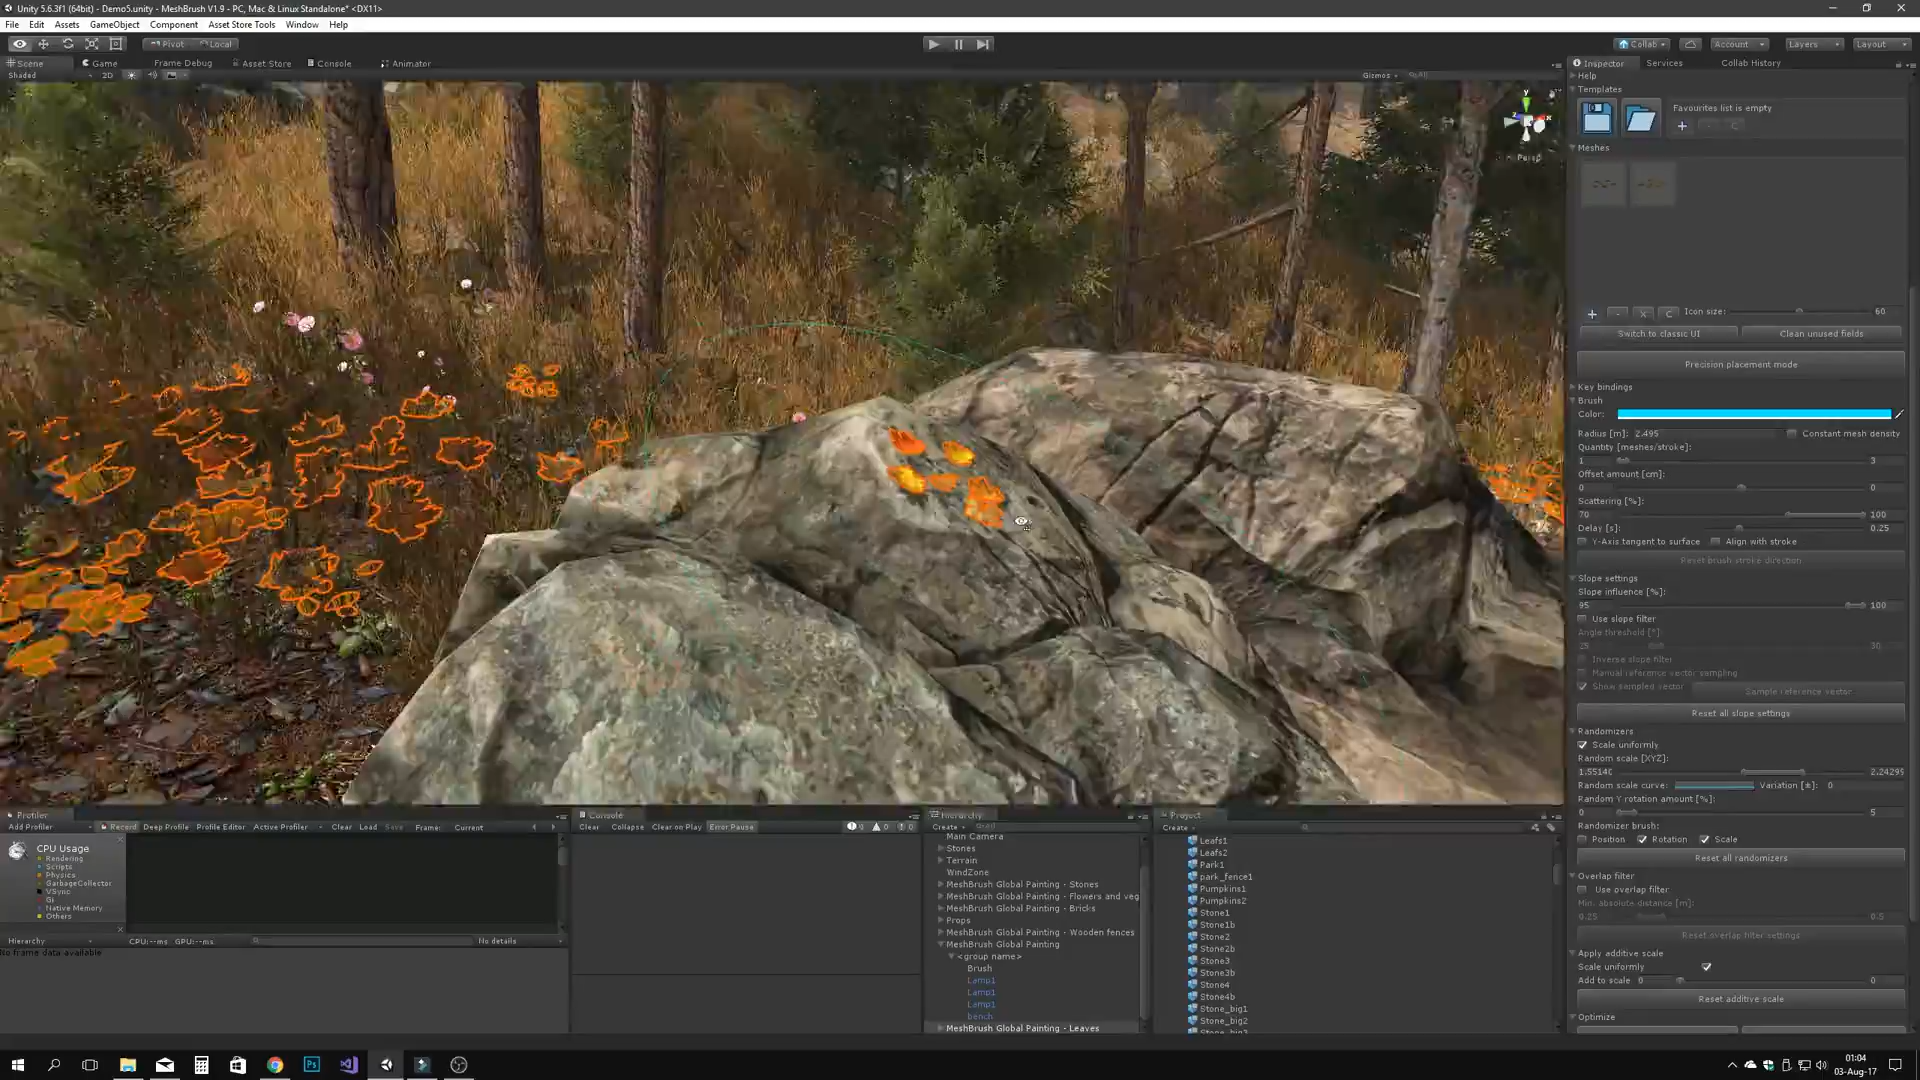 Unity 5.6.3f1 (64bit) - Demo5.unity - MeshBrush V1.9 - PC, Mac & Linux Standalone* <DX11>
File Edit Assets GameObject Component Asset Store Tools Window Help
Pivot Local
Collab Account Layers Layout
Scene Game Frame Debug Asset Store Console Animator
Shaded 2D Gizmos
Persp
Inspector Services Collab History
Help
Templates
Favourites list is empty
Meshes
Icon size: 60
Switch to classic UI Clean unused fields
Precision placement mode
Key bindings
Brush
Color:
Radius [m]: 2.495 Constant mesh density
Quantity [meshes/stroke]:
1 3
Offset amount [cm]:
0 0
Scattering [%]:
70 100
Delay [s]: 0.25
Y-Axis tangent to surface Align with stroke
Reset brush stroke direction
Slope settings
Slope influence [%]:
95 100
Use slope filter
Angle threshold [°]
25 30
Inverse slope filter
Manual reference vector sampling
Show sampled vector Sample reference vector
Reset all slope settings
Randomizers
Scale uniformly
Random scale [XYZ]:
1.5514( 2.2429
Random scale curve: Variation [±]: 0
Random Y rotation amount [%]:
0 5
Randomizer brush:
Position Rotation Scale
Reset all randomizers
Overlap filter
Use overlap filter
Min. absolute distance [m]:
0.25 0.5
Reset overlap filter settings
Apply additive scale
Scale uniformly
Add to scale 0 0
Reset additive scale
Optimize
Profiler
Add Profiler Record Deep Profile Profile Editor Active Profiler Clear Load Save Frame: Current
CPU Usage
Rendering
Scripts
Physics
GarbageCollector
VSync
Gi
Native Memory
Others
Hierarchy CPU:--ms GPU:--ms No details
No frame data available
Console
Clear Collapse Clear on Play Error Pause 0 0 0
Hierarchy
Create
Main Camera
Stones
Terrain
WindZone
MeshBrush Global Painting - Stones
MeshBrush Global Painting - Flowers and veg
MeshBrush Global Painting - Bricks
Props
MeshBrush Global Painting - Wooden fences
MeshBrush Global Painting
<group name>
Brush
Lamp1
Lamp1
Lamp1
bench
MeshBrush Global Painting - Leaves
Project
Create
Leafs1
Leafs2
Park1
park_fence1
Pumpkins1
Pumpkins2
Stone1
Stone1b
Stone2
Stone2b
Stone3
Stone3b
Stone4
Stone4b
Stone_big1
Stone_big2
Stone_big3
01:04
03-Aug-17